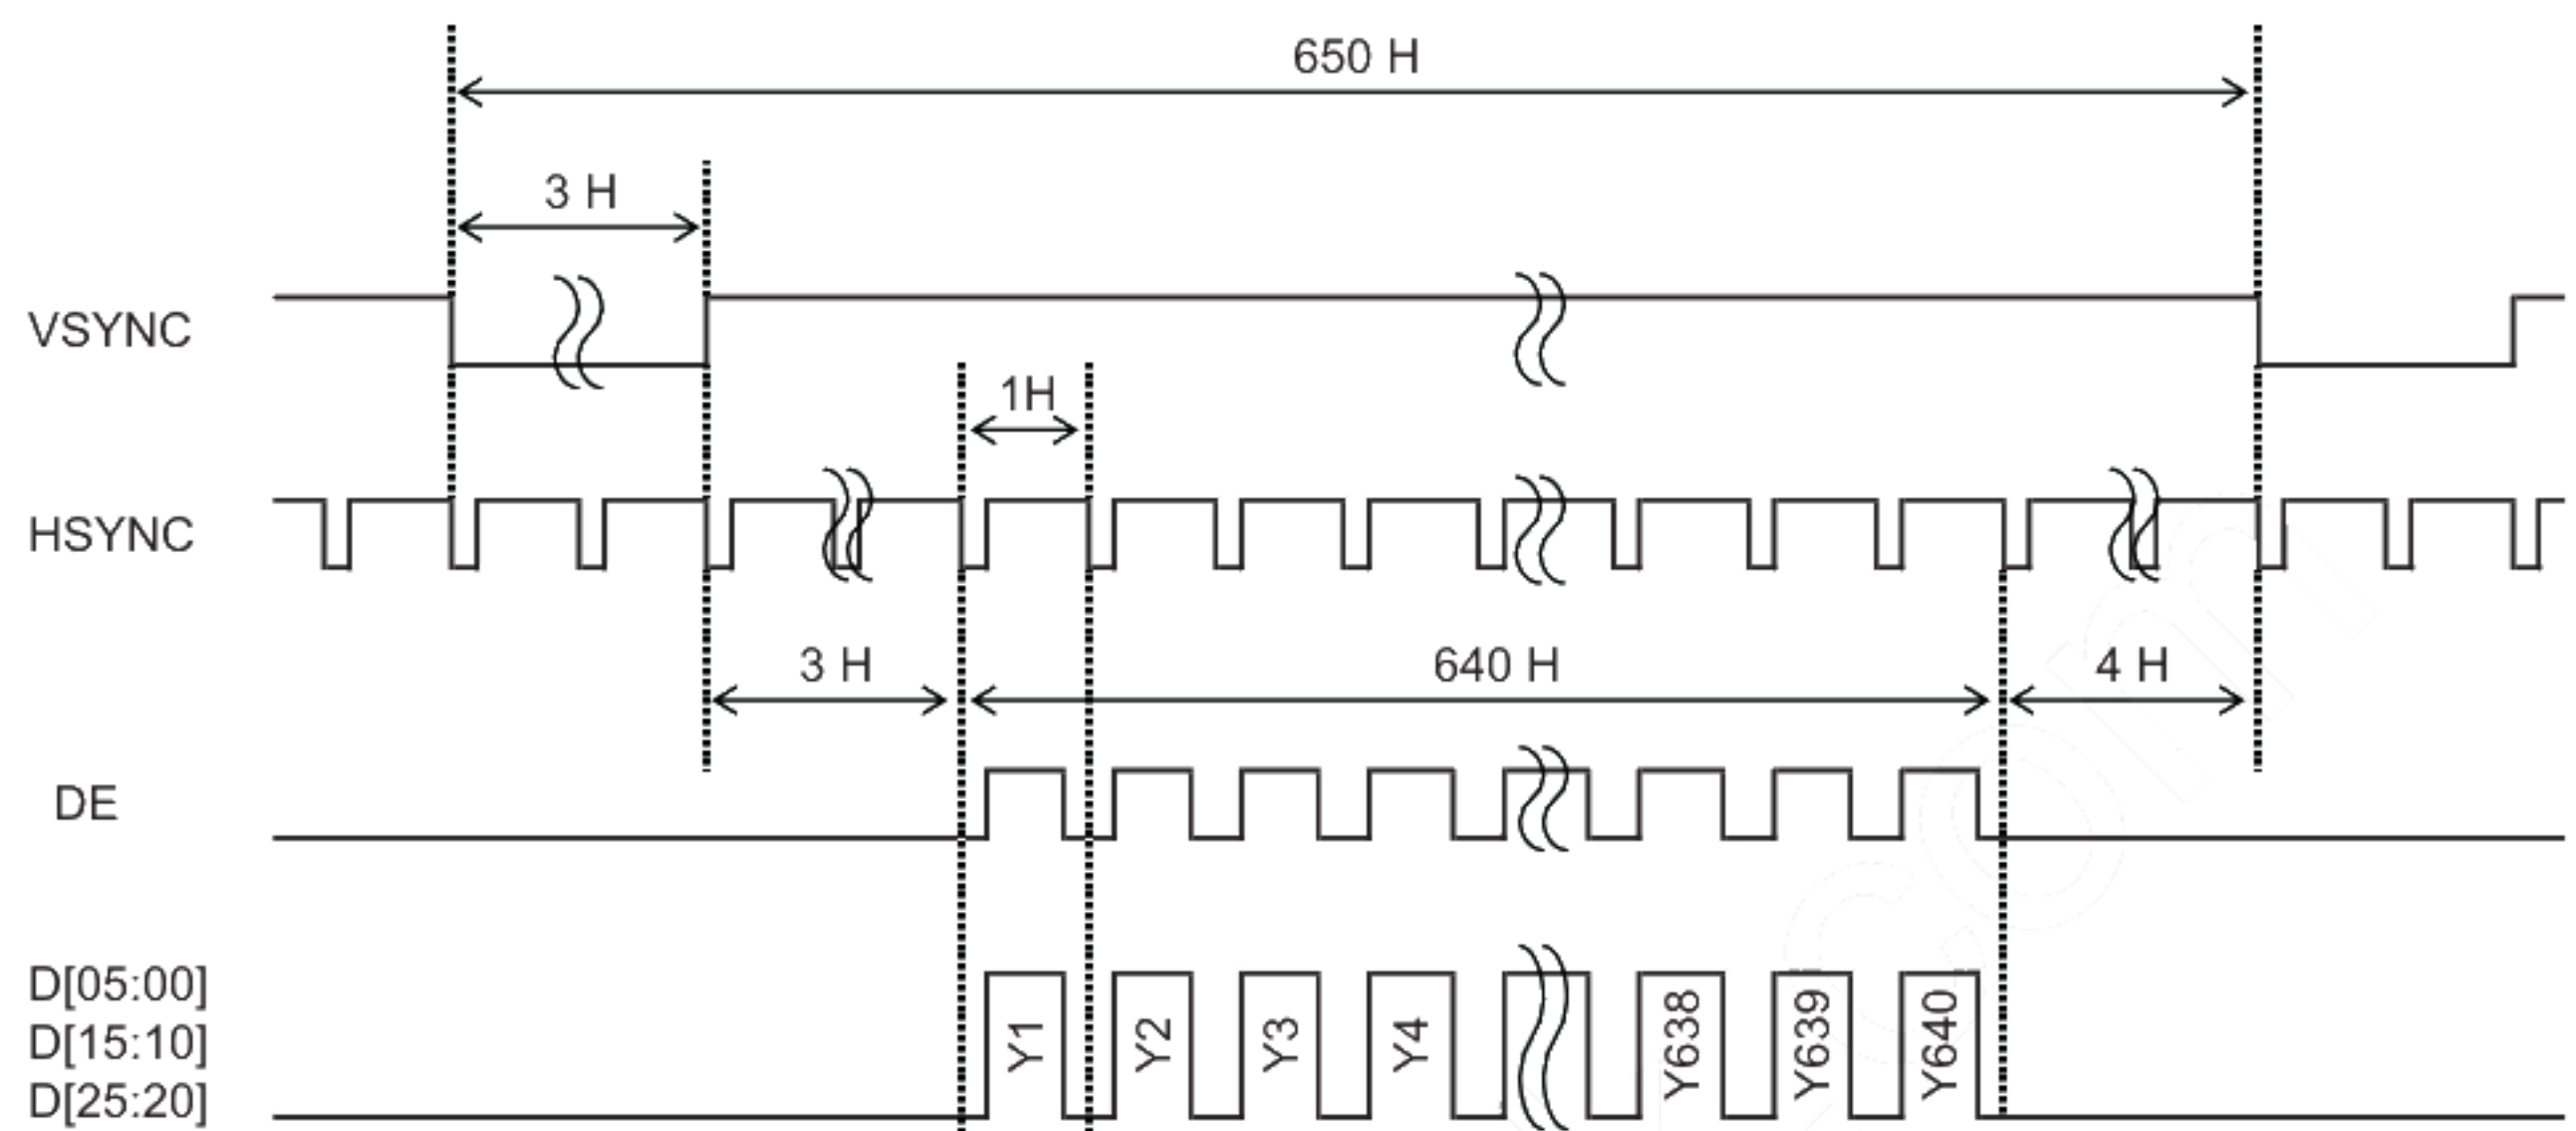 650 H
3 H
VSYNC
1H
HSYNC
3 H 640 H 4 H
DE
D[05:00]
D[15:10]
D[25:20]
Y1 Y2 Y3 Y4 Y638 Y639 Y640